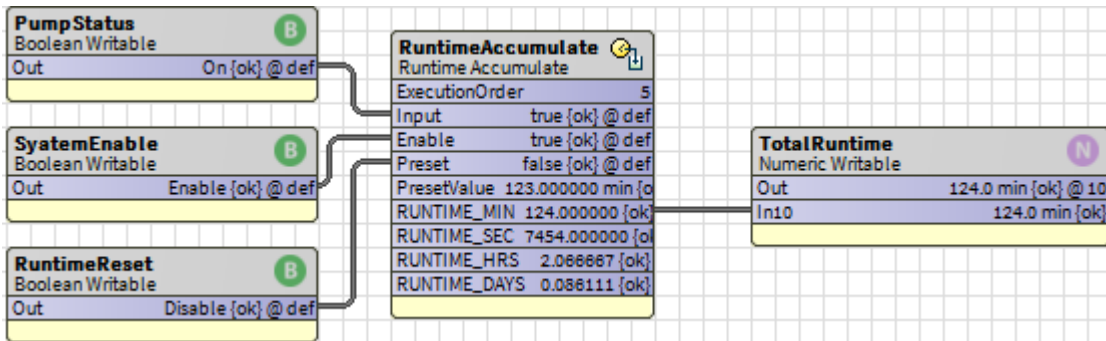 PumpStatus
Boolean Writable
B
Out On {ok} @ def
SyatemEnable
Boolean Writable
B
Out Enable {ok} @ def
RuntimeReset
Boolean Writable
B
Out Disable {ok} @ def
RuntimeAccumulate
Runtime Accumulate
ExecutionOrder 5
Input true {ok} @ def
Enable true {ok} @ def
Preset false {ok} @ def
PresetValue 123.000000 min {o
RUNTIME_MIN 124.000000 {ok}
RUNTIME_SEC 7454.000000 {ol
RUNTIME_HRS 2.066667 {ok}
RUNTIME_DAYS 0.086111 {ok}
TotalRuntime
Numeric Writable
N
Out 124.0 min {ok} @ 10
In10 124.0 min {ok}